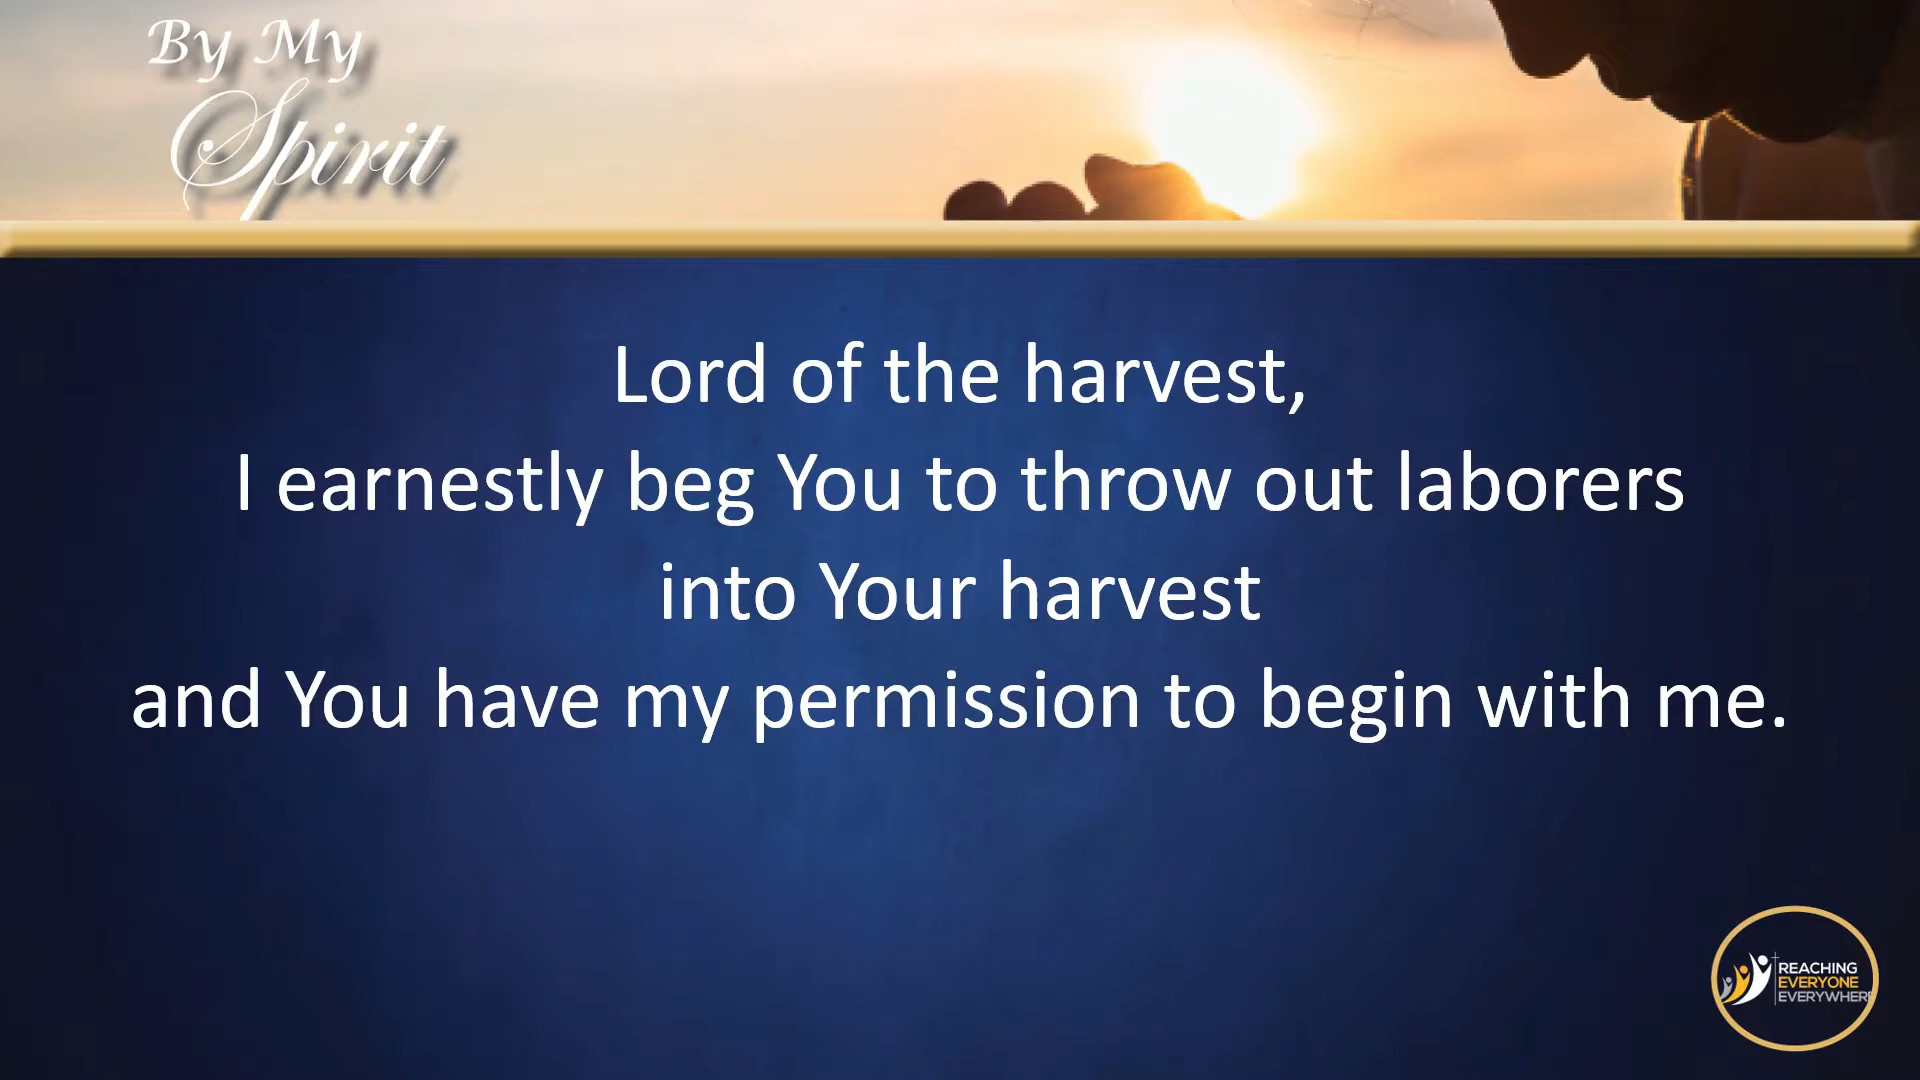 By My
Spirit
Lord of the harvest,
I earnestly beg You to throw out laborers
into Your harvest
and You have my permission to begin with me.
REACHING
EVERYONE
EVERYWHERE